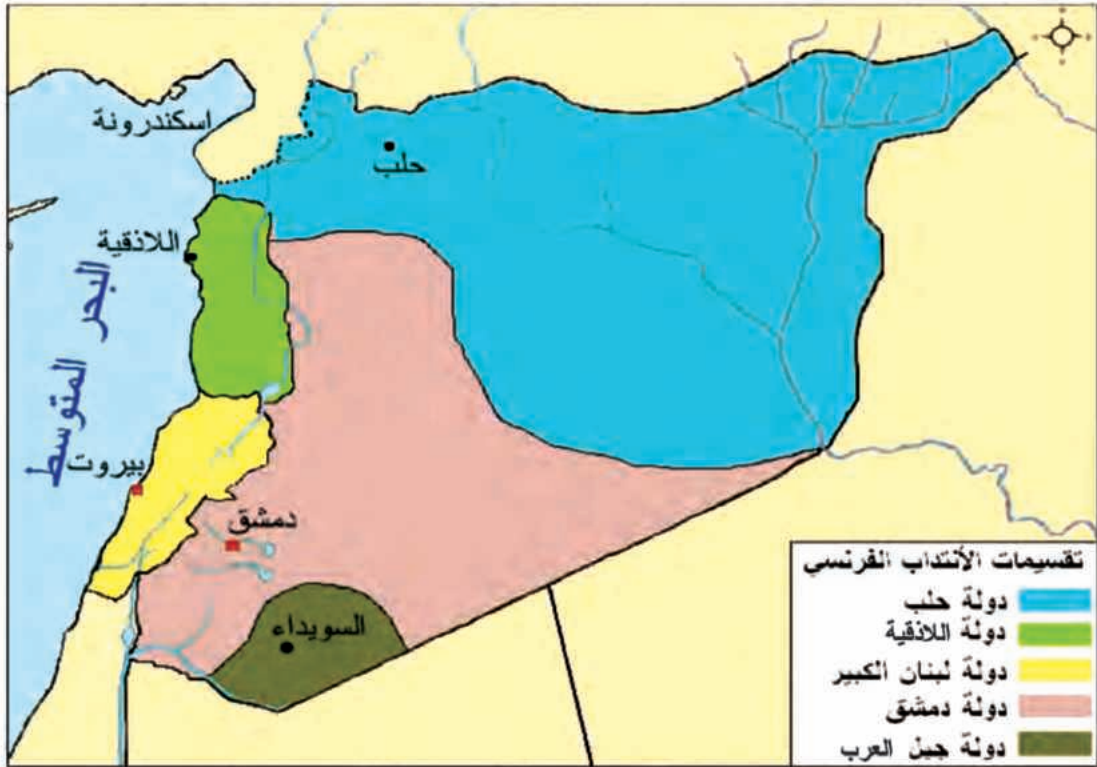 اسكندرونة
حلب
اللاذقية
البحر المتوسط
بيروت
دمشق
السويداء
تقسيمات الأنتداب الفرنسي
دولة حلب
دولة اللاذقية
دولة لبنان الكبير
دولة دمشق
دولة جبل العرب